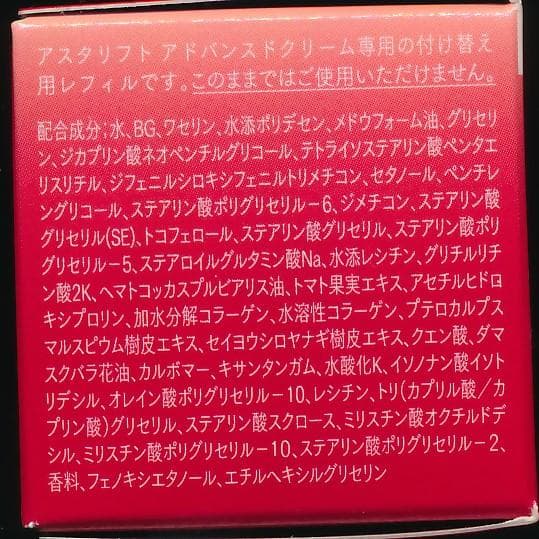 アスタリフト アドバンスドクリーム専用の付け替え
用レフィルです。このままではご使用いただけません。
配合成分;水、BG、ワセリン、水添ポリデセン、メドウフォーム油、グリセリ
ン、ジカプリン酸ネオペンチルグリコール、テトライソステアリン酸ペンタエ
リスリチル、ジフェニルシロキシフェニルトリメチコン、セタノール、ペンチレ
ングリコール、ステアリン酸ポリグリセリル−6、ジメチコン、ステアリン酸
グリセリル(SE)、トコフェロール、ステアリン酸グリセリル、ステアリン酸ポリ
グリセリル−5、ステアロイルグルタミン酸Na、水添レシチン、グリチルリチ
ン酸2K、ヘマトコッカスプルビアリス油、トマト果実エキス、アセチルヒドロ
キシプロリン、加水分解コラーゲン、水溶性コラーゲン、プテロカルプス
マルスピウム樹皮エキス、セイヨウシロヤナギ樹皮エキス、クエン酸、ダマ
スクバラ花油、カルボマー、キサンタンガム、水酸化K、イソノナン酸イソト
リデシル、オレイン酸ポリグリセリル−10、レシチン、トリ(カプリル酸/カ
プリン酸)グリセリル、ステアリン酸スクロース、ミリスチン酸オクチルドデ
シル、ミリスチン酸ポリグリセリル−10、ステアリン酸ポリグリセリル−2、
香料、フェノキシエタノール、エチルヘキシルグリセリン